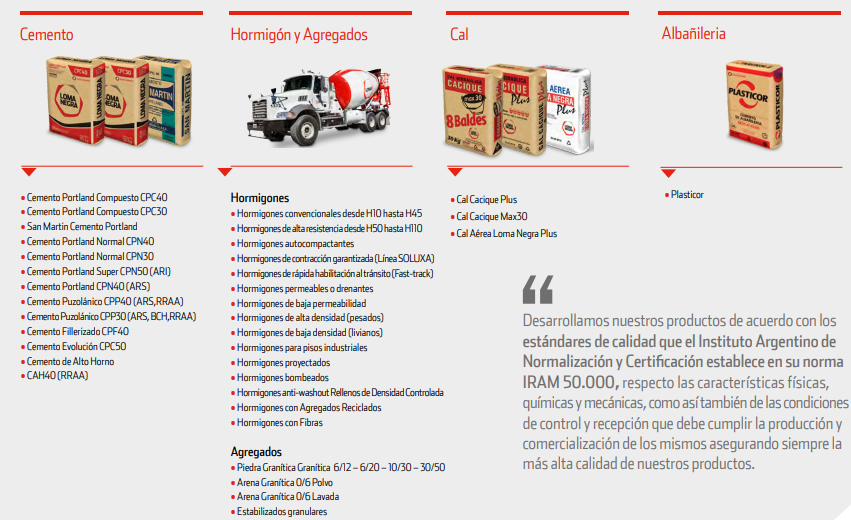 Cemento
CPC40
LOMA
NEGRA
CPC30
MARTIN
SAN MARTIN
• Cemento Portland Compuesto CPC40
• Cemento Portland Compuesto CPC30
• San Martin Cemento Portland
• Cemento Portland Normal CPN40
• Cemento Portland Normal CPN30
• Cemento Portland Super CPN50 (ARI)
• Cemento Portland CPN40 (ARS)
• Cemento Puzolánico CPP40 (ARS,RRAA)
• Cemento Puzolánico CPP30 (ARS, BCH,RRAA)
• Cemento Fillerizado CPF40
• Cemento Evolución CPC50
• Cemento de Alto Horno
• CAH40 (RRAA)
Hormigón y Agregados
Hormigones
• Hormigones convencionales desde H10 hasta H45
• Hormigones de alta resistencia desde H50 hasta H110
• Hormigones autocompactantes
• Hormigones de contracción garantizada (Línea SOLUXA)
• Hormigones de rápida habilitación al tránsito (Fast-track)
• Hormigones permeables o drenantes
• Hormigones de baja permeabilidad
• Hormigones de alta densidad (pesados)
• Hormigones de baja densidad (livianos)
• Hormigones para pisos industriales
• Hormigones proyectados
• Hormigones bombeados
• Hormigones anti-washout Rellenos de Densidad Controlada
• Hormigones con Agregados Reciclados
• Hormigones con Fibras
Agregados
• Piedra Granítica Granítica 6/12 – 6/20 – 10/30 – 30/50
• Arena Granítica 0/6 Polvo
• Arena Granítica 0/6 Lavada
• Estabilizados granulares
Cal
CACIQUE
max30
8 Baldes
30 Kg
CIQUE
Plus
AEREA
A NEGRA
Plus
• Cal Cacique Plus
• Cal Cacique Max30
• Cal Aérea Loma Negra Plus
Albañileria
PLASTICOR
• Plasticor
“
Desarrollamos nuestros productos de acuerdo con los
estándares de calidad que el Instituto Argentino de
Normalización y Certificación establece en su norma
IRAM 50.000, respecto las características físicas,
químicas y mecánicas, como así también de las condiciones
de control y recepción que debe cumplir la producción y
comercialización de los mismos asegurando siempre la
más alta calidad de nuestros productos.